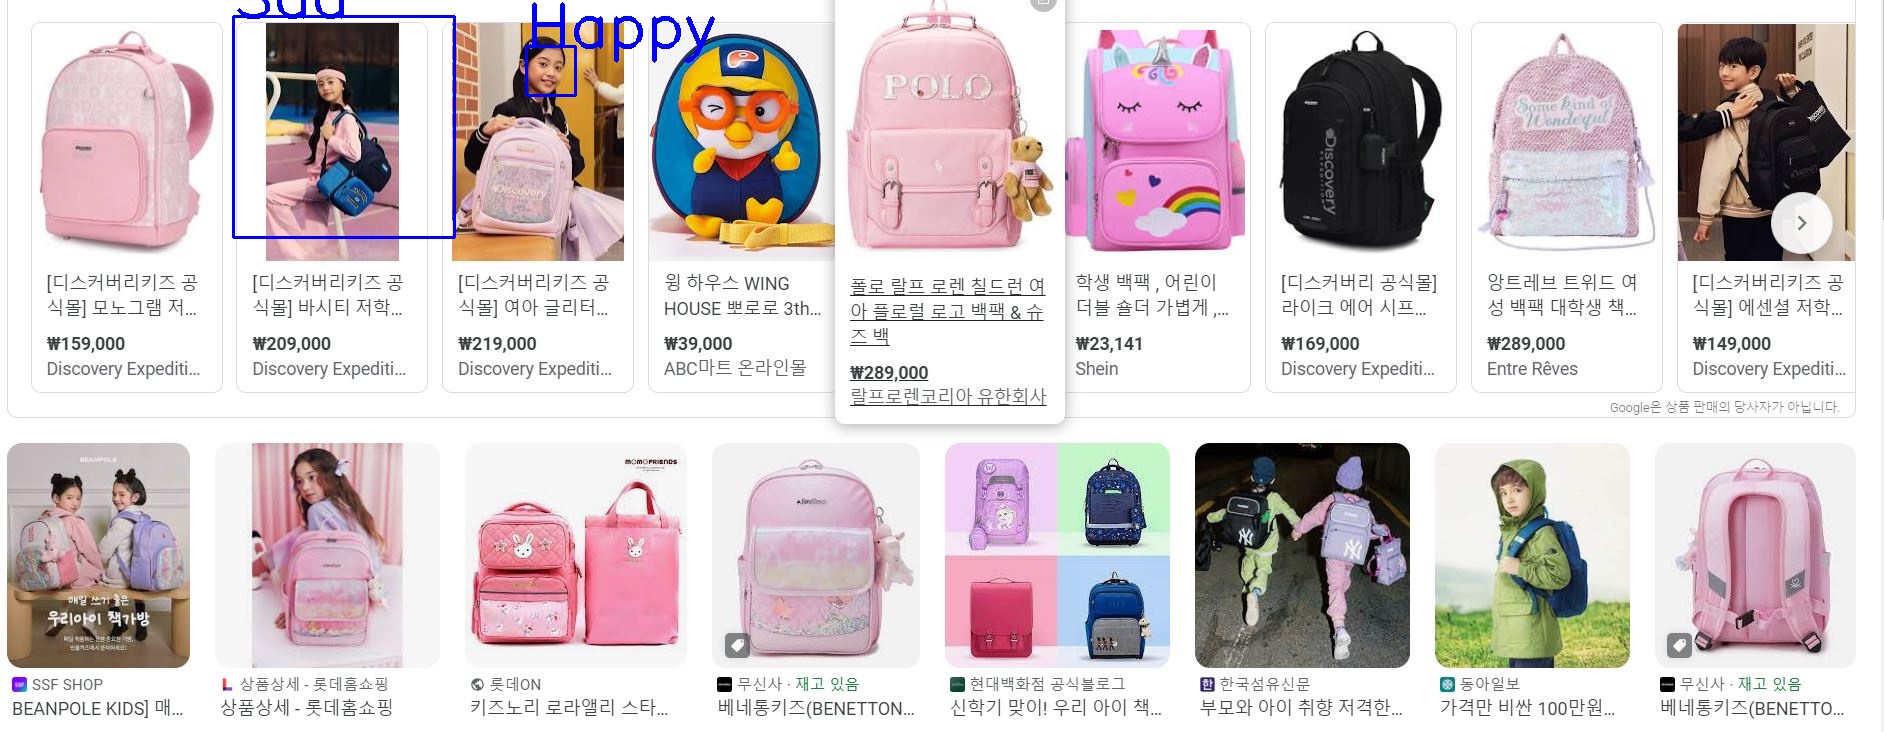 Sad
Happy
DISCOVERY
Discovery
P
POLO
Discovery
Some kind of
Wonderful
[디스커버리키즈 공
식몰] 모노그램 저...
₩159,000
Discovery Expediti...
[디스커버리키즈 공
식몰] 바시티 저학...
₩209,000
Discovery Expediti...
[디스커버리키즈 공
식몰] 여아 글리터...
₩219,000
Discovery Expediti...
윙 하우스 WING
HOUSE 뽀로로 3th...
₩39,000
ABC마트 온라인몰
폴로 랄프 로렌 칠드런 여
아 플로럴 로고 백팩 & 슈
즈 백
₩289,000
랄프로렌코리아 유한회사
학생 백팩 , 어린이
더블 숄더 가볍게 ,...
₩23,141
Shein
[디스커버리 공식몰]
라이크 에어 시프...
₩169,000
Discovery Expediti...
앙트레브 트위드 여
성 백팩 대학생 책...
₩289,000
Entre Rêves
[디스커버리키즈 공
식몰] 에센셜 저학...
₩149,000
Discovery Expediti...
Google은 상품 판매의 당사자가 아닙니다.
BEANPOLE
매일 쓰기 좋은
우리아이 책가방
MOMOFRIENDS
NY
NY
SSF SHOP
BEANPOLE KIDS] 매...
상품상세 - 롯데홈쇼핑
상품상세 - 롯데홈쇼핑
롯데ON
키즈노리 로라앨리 스타...
무신사 · 재고 있음
베네통키즈(BENETTON...
현대백화점 공식블로그
신학기 맞이! 우리 아이 책...
한국섬유신문
부모와 아이 취향 저격한...
동아일보
가격만 비싼 100만원...
무신사 · 재고 있음
베네통키즈(BENETTO...